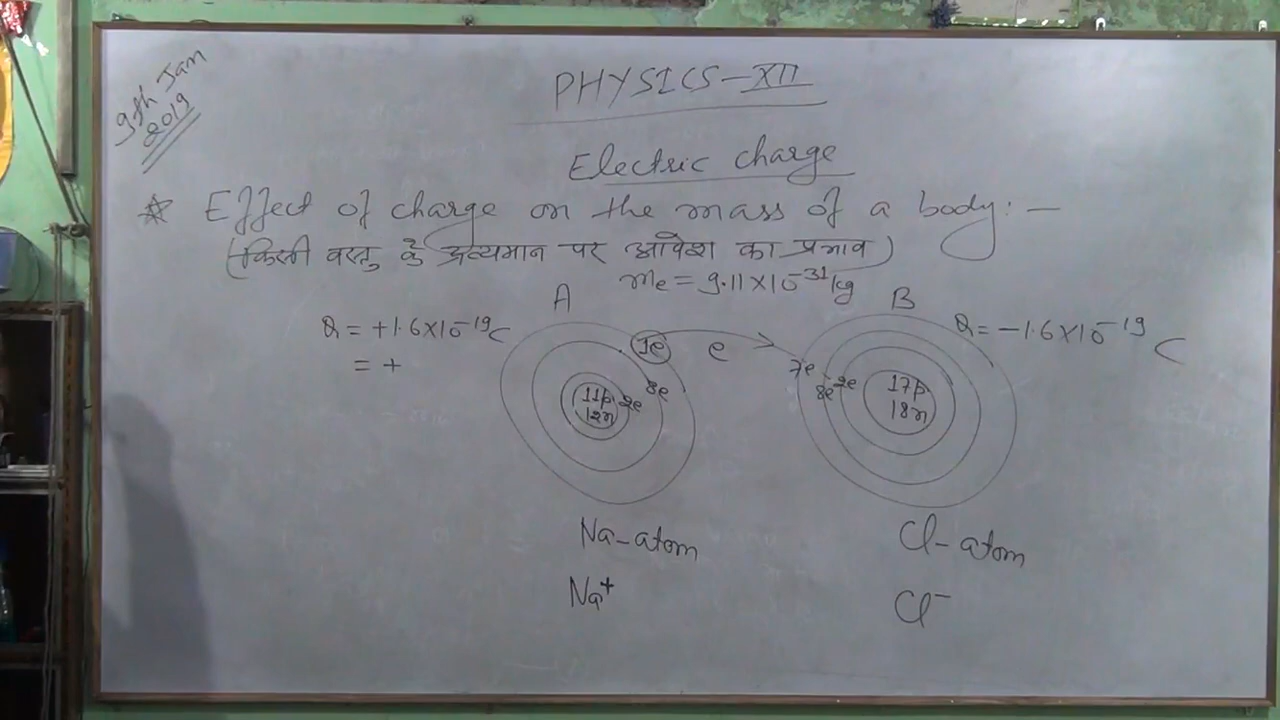 9th Jan
2019
PHYSICS-XII
Electric charge
* Effect of charge on the mass of a body:-
(किसी वस्तु के द्रव्यमान पर आवेश का प्रभाव)
me = 9.11×10-31 kg
A
B
Q = +1.6×10-19 C
= +
1e
e
8e
2e
11p
12n
Q = -1.6×10-19 C
7e
8e
2e
17p
18n
Na-atom
Cl-atom
Na+
Cl-